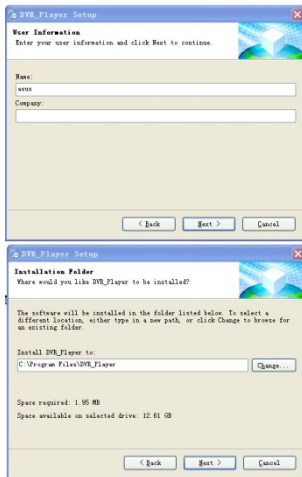 DVR_Player Setup
User Information
Enter your user information and click Next to continue.
Name:
asus
Company:
< Back
Next >
Cancel
DVR_Player Setup
Installation Folder
Where would you like DVR_Player to be installed?
The software will be installed in the folder listed below. To select a
different location, either type in a new path, or click Change to browse for
an existing folder.
Install DVR_Player to:
C:\Program Files\DVR_Player
Change...
Space required: 1.95 MB
Space available on selected drive: 12.61 GB
< Back
Next >
Cancel